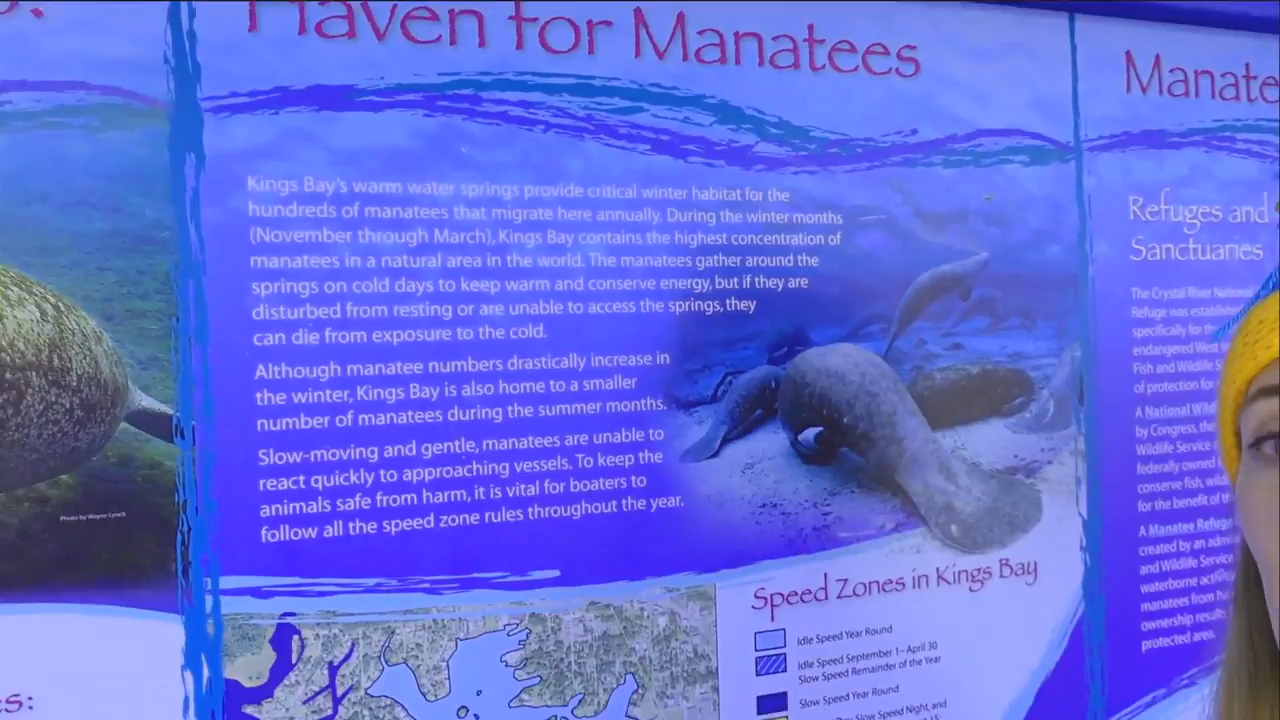 Haven for Manatees
Kings Bay's warm water springs provide critical winter habitat for the
hundreds of manatees that migrate here annually. During the winter months
(November through March), Kings Bay contains the highest concentration of
manatees in a natural area in the world. The manatees gather around the
springs on cold days to keep warm and conserve energy, but if they are
disturbed from resting or are unable to access the springs, they
can die from exposure to the cold.
Although manatee numbers drastically increase in
the winter, Kings Bay is also home to a smaller
number of manatees during the summer months.
Slow-moving and gentle, manatees are unable to
react quickly to approaching vessels. To keep the
animals safe from harm, it is vital for boaters to
follow all the speed zone rules throughout the year.
Photo by Wayne Lynch
Speed Zones in Kings Bay
Idle Speed Year Round
Idle Speed September 1–April 30
Slow Speed Remainder of the Year
Slow Speed Year Round
Slow Speed Night, and
Manate
Refuges and
Sanctuaries
The Crystal River Nation
Refuge was establish
specifically for the
endangered West
Fish and Wildlife S
of protection for
A National Wild
by Congress, the
Wildlife Service
federally owned
conserve fish, wild
for the benefit of
A Manatee Refug
created by an
and Wildlife Service
waterborne
manatees from
ownership
protected area.